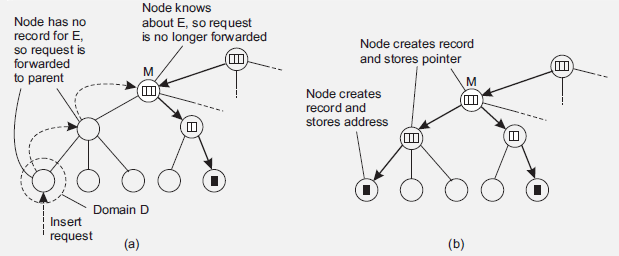 Node has no
record for E,
so request is
forwarded
to parent
Node knows
about E, so request
is no longer forwarded
M
Domain D
Insert
request
(a)
Node creates record
and stores pointer
M
Node creates
record and
stores address
(b)